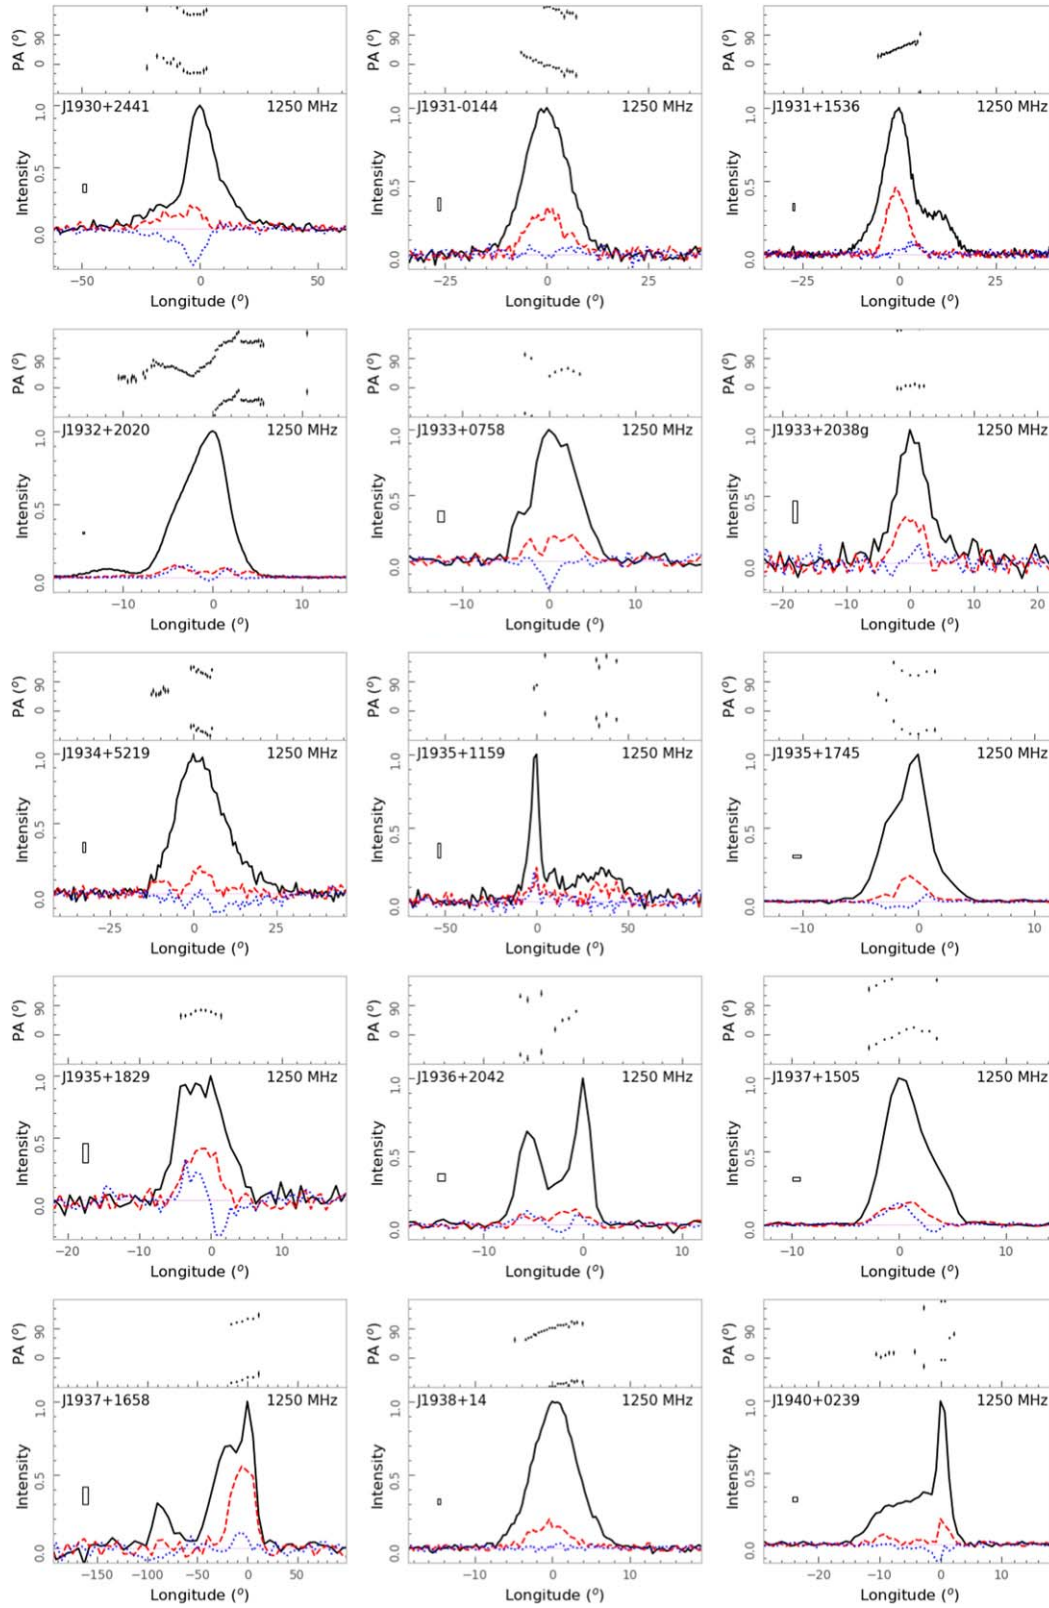 PA (°) 90 0 PA (°) 90 0 PA (°) 90 0
J1930+2441 1250 MHz J1931-0144 1250 MHz J1931+1536 1250 MHz
Intensity 1.0 0.5 0.0 Intensity 1.0 0.5 0.0 Intensity 1.0 0.5 0.0
−50 0 50 −25 0 25 −25 0 25
Longitude (°) Longitude (°) Longitude (°)
PA (°) 90 0 PA (°) 90 0 PA (°) 90 0
J1932+2020 1250 MHz J1933+0758 1250 MHz J1933+2038g 1250 MHz
Intensity 1.0 0.5 0.0 Intensity 1.0 0.5 0.0 Intensity 1.0 0.5 0.0
−10 0 10 −10 0 10 −20 −10 0 10 20
Longitude (°) Longitude (°) Longitude (°)
PA (°) 90 0 PA (°) 90 0 PA (°) 90 0
J1934+5219 1250 MHz J1935+1159 1250 MHz J1935+1745 1250 MHz
Intensity 1.0 0.5 0.0 Intensity 1.0 0.5 0.0 Intensity 1.0 0.5 0.0
−25 0 25 −50 0 50 −10 0 10
Longitude (°) Longitude (°) Longitude (°)
PA (°) 90 0 PA (°) 90 0 PA (°) 90 0
J1935+1829 1250 MHz J1936+2042 1250 MHz J1937+1505 1250 MHz
Intensity 1.0 0.5 0.0 Intensity 1.0 0.5 0.0 Intensity 1.0 0.5 0.0
−20 −10 0 10 −10 0 10 −10 0 10
Longitude (°) Longitude (°) Longitude (°)
PA (°) 90 0 PA (°) 90 0 PA (°) 90 0
J1937+1658 1250 MHz J1938+14 1250 MHz J1940+0239 1250 MHz
Intensity 1.0 0.5 0.0 Intensity 1.0 0.5 0.0 Intensity 1.0 0.5 0.0
−150 −100 −50 0 50 −10 0 10 −20 −10 0 10
Longitude (°) Longitude (°) Longitude (°)